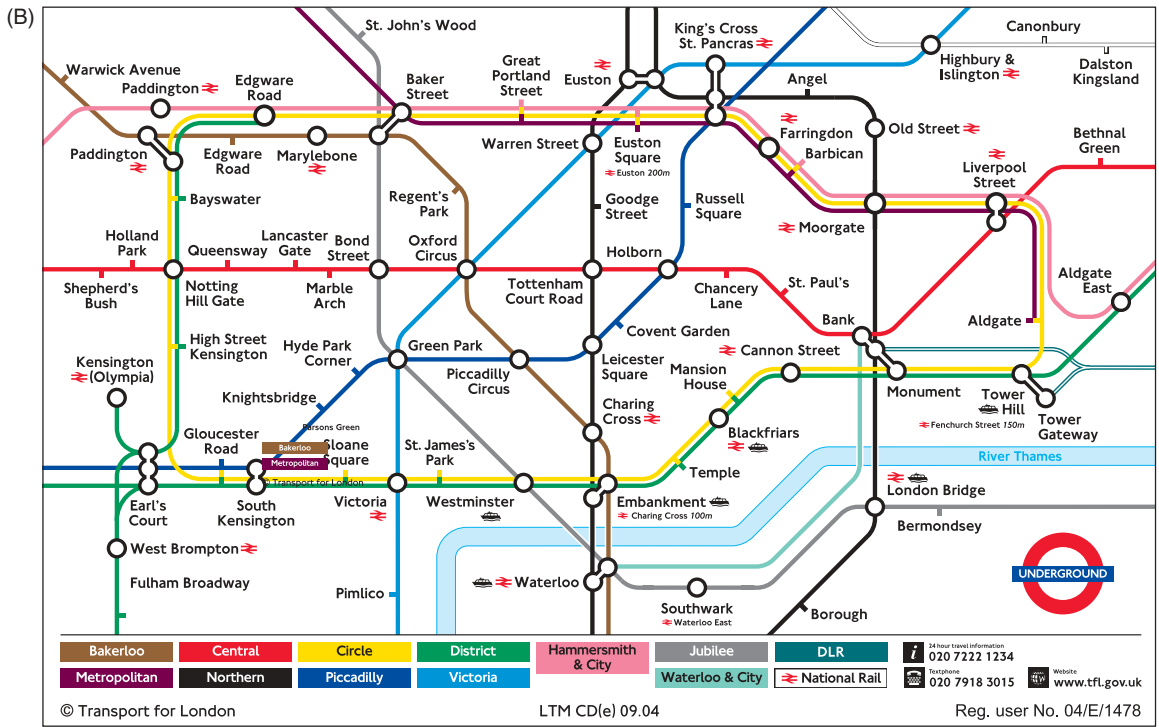 (B)
St. John's Wood
King's Cross
St. Pancras
Canonbury
Warwick Avenue
Paddington
Edgware
Road
Baker
Street
Great
Portland
Street
Euston
Angel
Highbury &
Islington
Dalston
Kingsland
Paddington
Edgware
Road
Marylebone
Warren Street
Euston
Square
Euston 200m
Farringdon
Barbican
Old Street
Bethnal
Green
Liverpool
Street
Bayswater
Regent's
Park
Goodge
Street
Russell
Square
Moorgate
Holland
Park
Queensway
Lancaster
Gate
Bond
Street
Oxford
Circus
Holborn
Shepherd's
Bush
Notting
Hill Gate
Marble
Arch
Tottenham
Court Road
Chancery
Lane
St. Paul's
Aldgate
East
Bank
Aldgate
High Street
Kensington
Hyde Park
Corner
Green Park
Covent Garden
Cannon Street
Kensington
(Olympia)
Piccadilly
Circus
Leicester
Square
Mansion
House
Monument
Tower
Hill
Fenchurch Street 150m
Tower
Gateway
Knightsbridge
Charing
Cross
Blackfriars
Parsons Green
Gloucester
Road
Bakerloo
Metropolitan
Sloane
Square
© Transport for London
St. James's
Park
Temple
River Thames
Earl's
Court
South
Kensington
Victoria
Westminster
Embankment
Charing Cross 100m
London Bridge
Bermondsey
West Brompton
Fulham Broadway
Pimlico
Waterloo
Southwark
Waterloo East
Borough
UNDERGROUND
Bakerloo
Central
Circle
District
Hammersmith
& City
Jubilee
DLR
24 hour travel information
020 7222 1234
Metropolitan
Northern
Piccadilly
Victoria
Waterloo & City
National Rail
Textphone
020 7918 3015
Website
www.tfl.gov.uk
© Transport for London
LTM CD(e) 09.04
Reg. user No. 04/E/1478